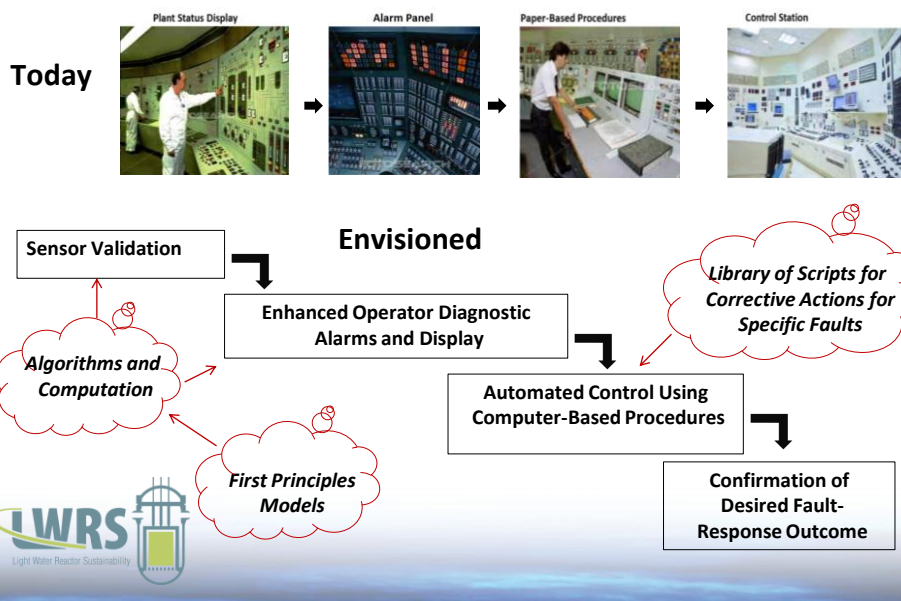 Plant Status Display
Alarm Panel
Paper-Based Procedures
Control Station
Today
Envisioned
Sensor Validation
Enhanced Operator Diagnostic
Alarms and Display
Library of Scripts for
Corrective Actions for
Specific Faults
Algorithms and
Computation
Automated Control Using
Computer-Based Procedures
First Principles
Models
Confirmation of
Desired Fault-
Response Outcome
LWRS
Light Water Reactor Sustainability